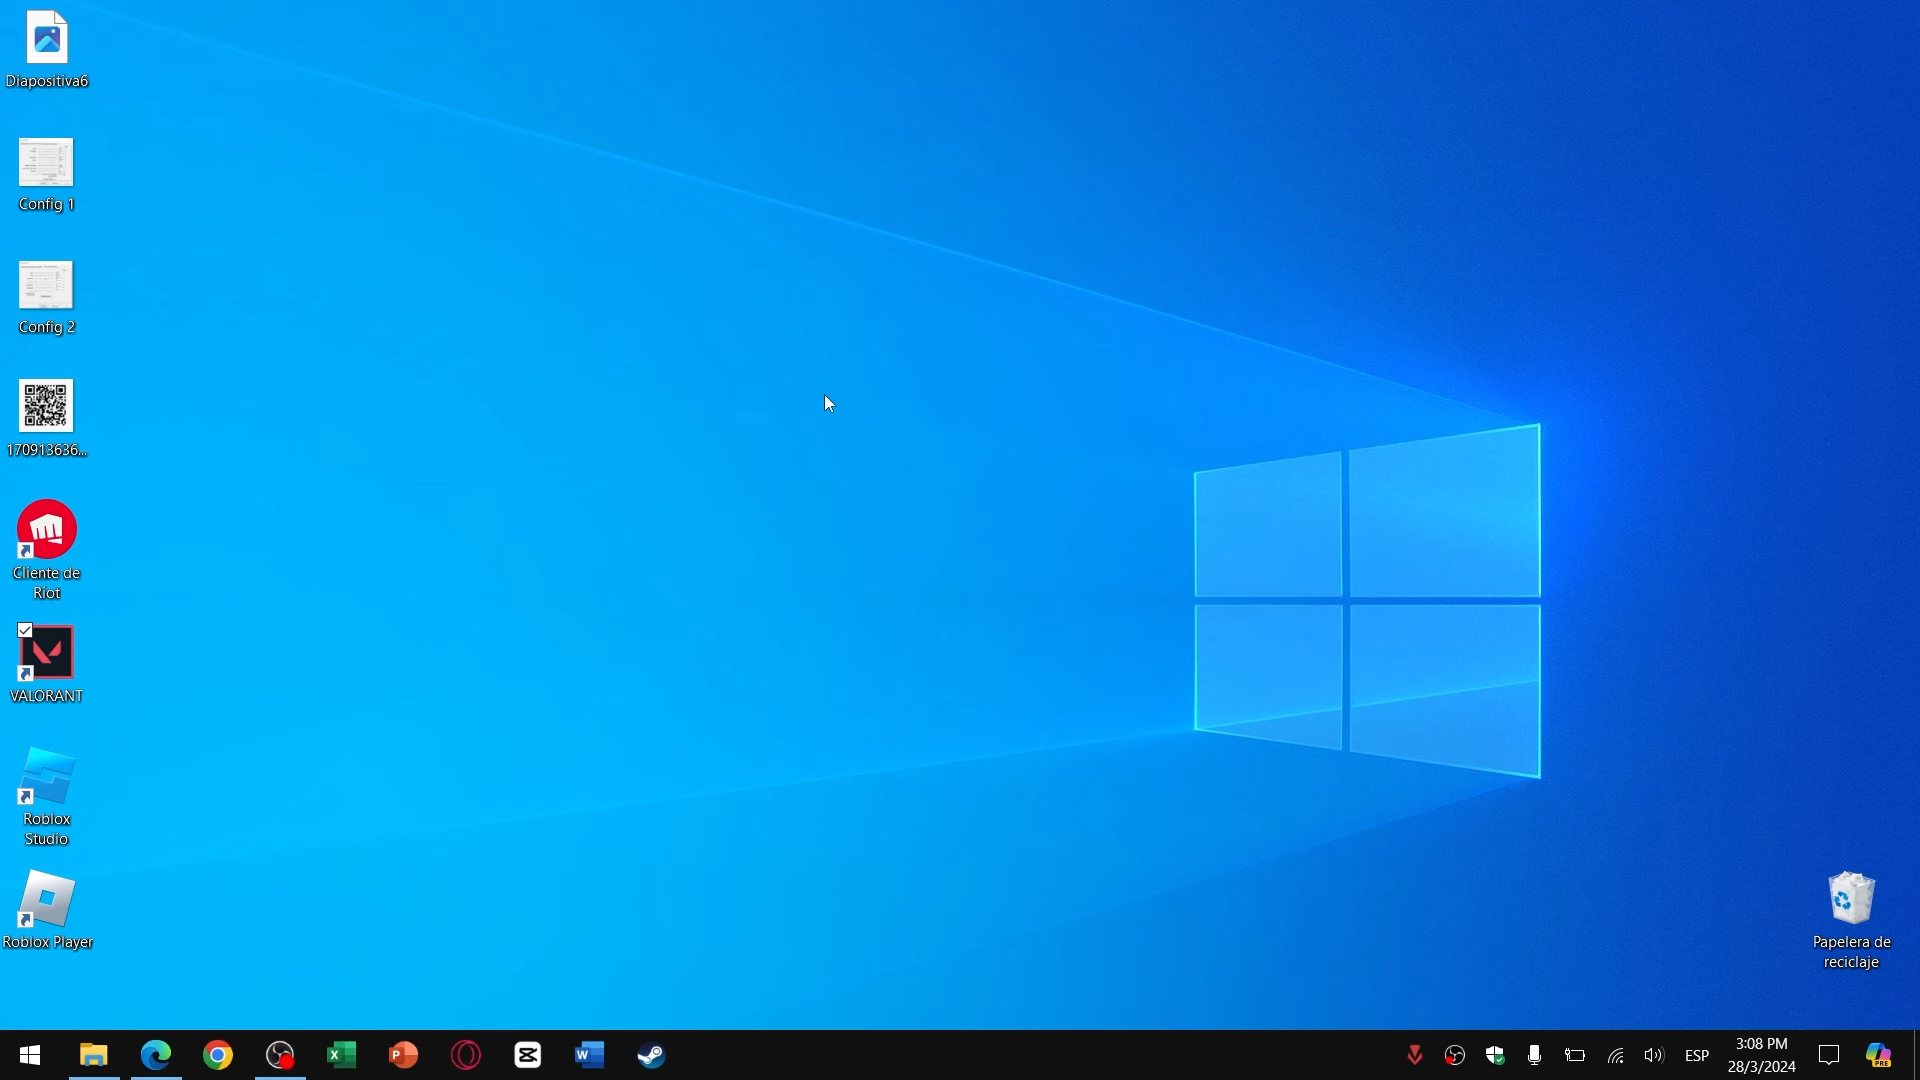 Diapositiva6
Config 1
Config 2
170913636...
Cliente de
Riot
VALORANT
Roblox
Studio
Roblox Player
Papelera de
reciclaje
ESP
3:08 PM
28/3/2024
PRE